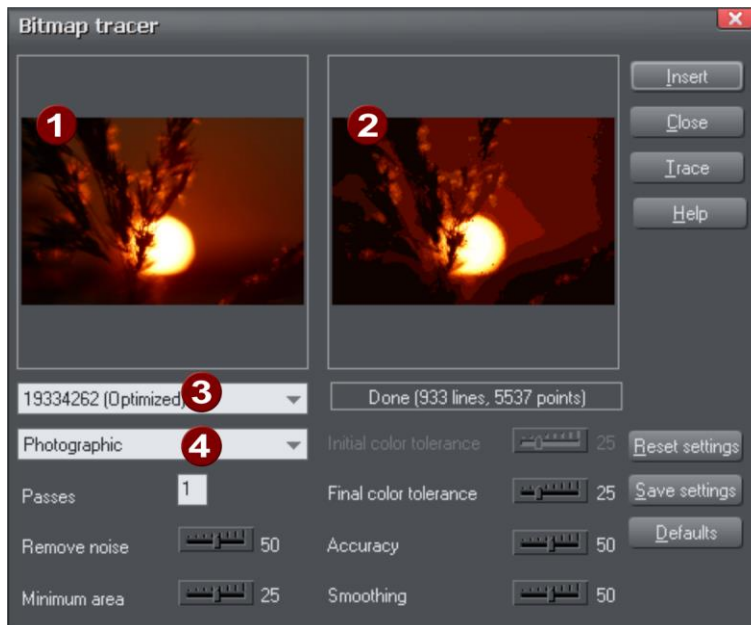 Bitmap tracer
1
2
Insert
Close
Trace
Help
19334262 (Optimized)
3
Done (933 lines, 5537 points)
Photographic
4
Initial color tolerance
25
Reset settings
Passes
1
Final color tolerance
25
Save settings
Remove noise
50
Accuracy
50
Defaults
Minimum area
25
Smoothing
50